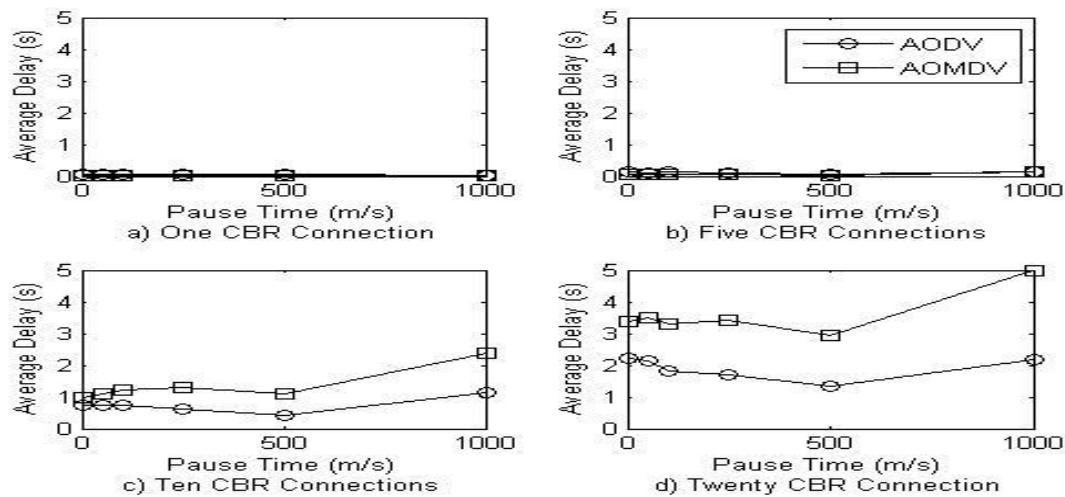 5
4
3
2
1
0
Average Delay (s)
0 500 1000
Pause Time (m/s)
a) One CBR Connection
5
4
3
2
1
0
Average Delay (s)
AODV
AOMDV
0 500 1000
Pause Time (m/s)
b) Five CBR Connections
5
4
3
2
1
0
Average Delay (s)
0 500 1000
Pause Time (m/s)
c) Ten CBR Connections
5
4
3
2
1
0
Average Delay (s)
0 500 1000
Pause Time (m/s)
d) Twenty CBR Connection